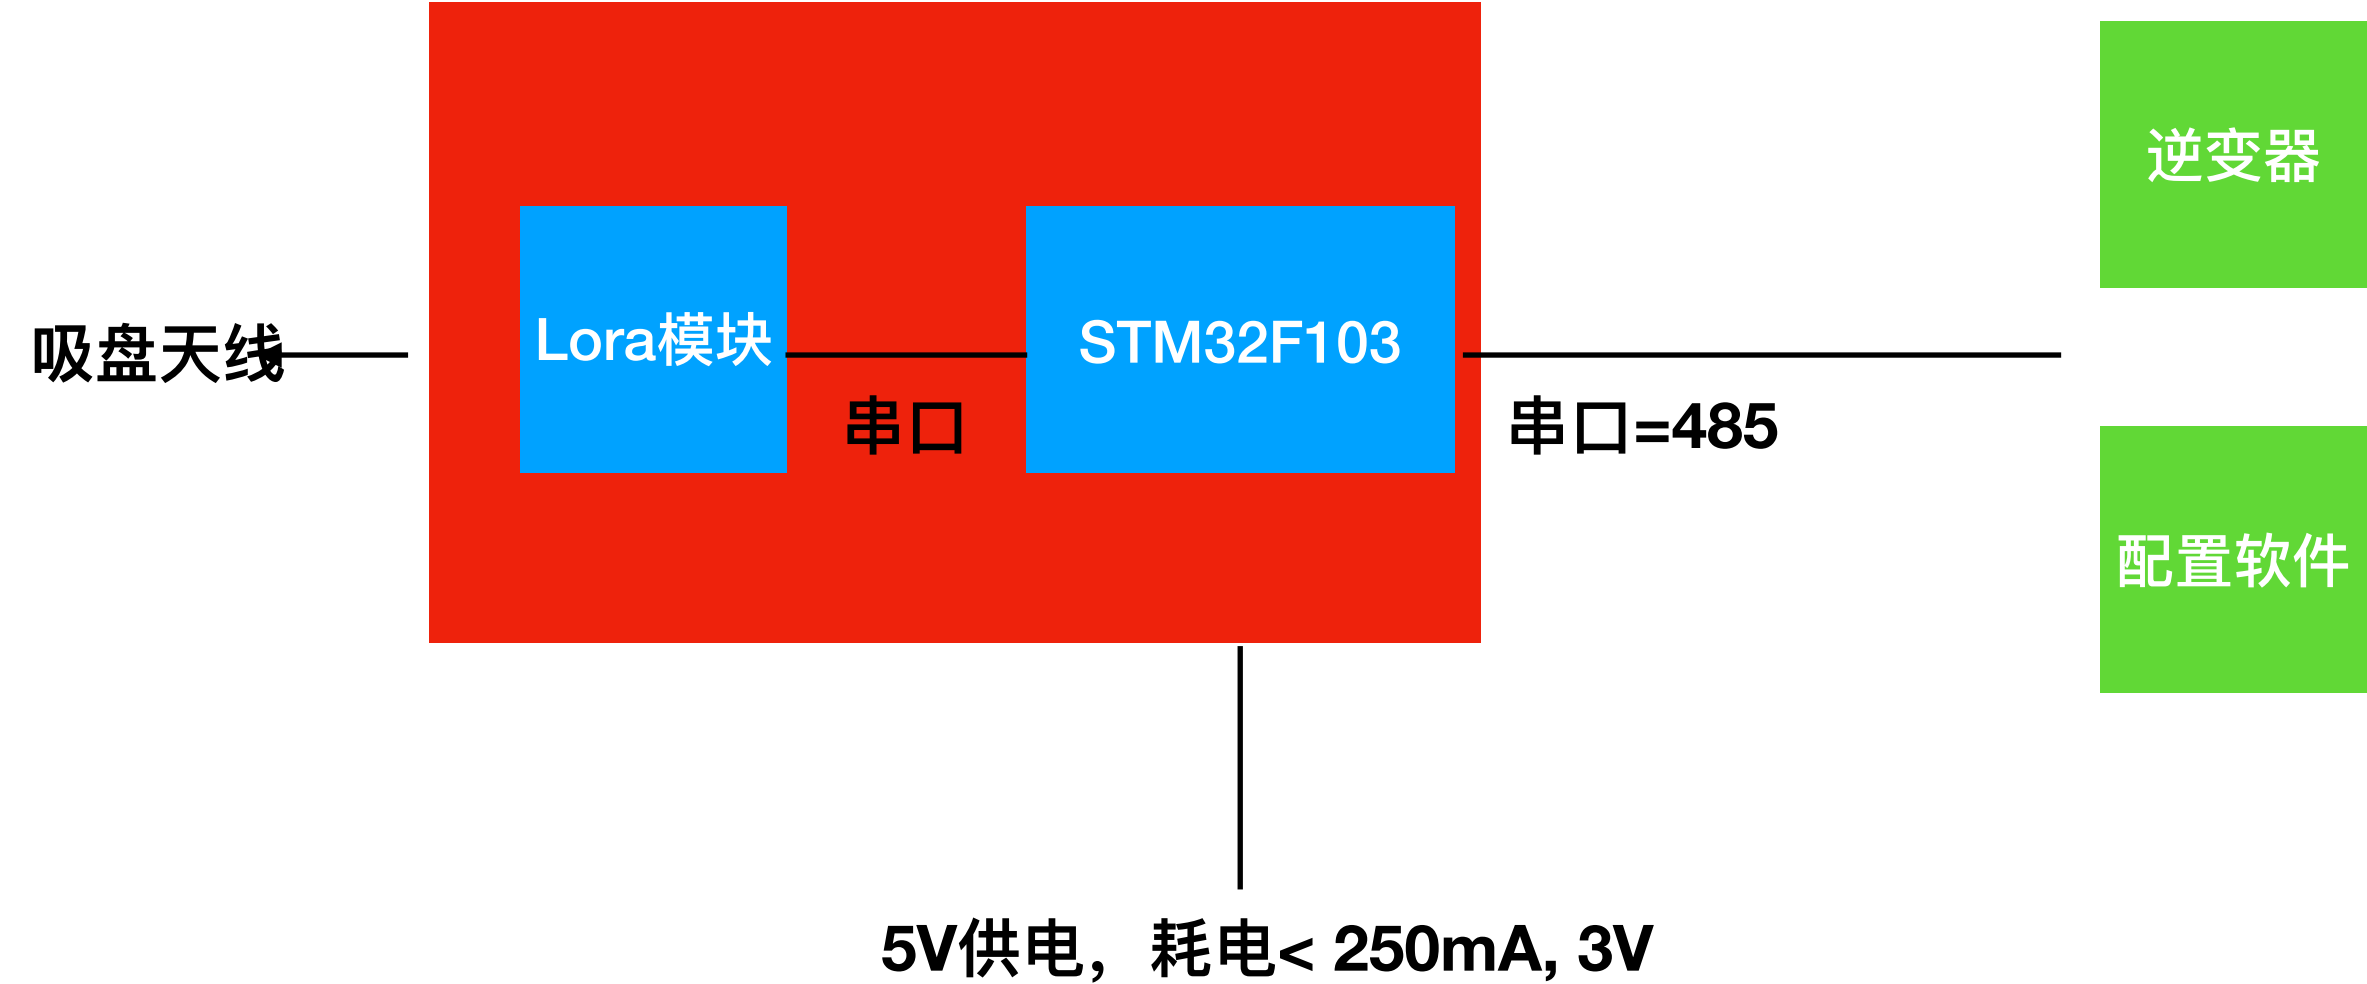 吸盘天线
Lora模块
串口
STM32F103
串口=485
逆变器
配置软件
5V供电，耗电< 250mA, 3V